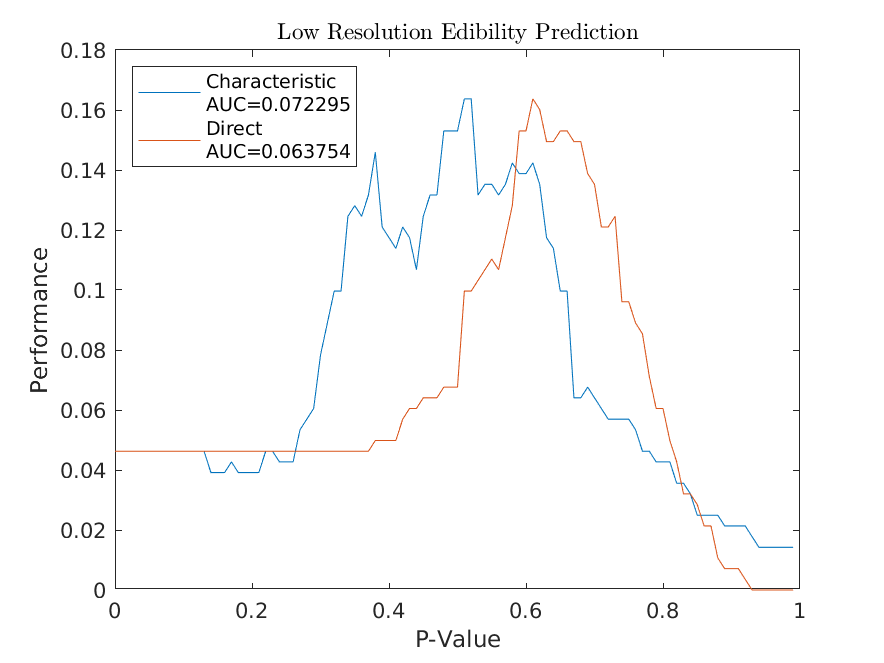 Low Resolution Edibility Prediction
0.18
0.16
0.14
0.12
0.1
0.08
0.06
0.04
0.02
0
Performance
Characteristic
AUC=0.072295
Direct
AUC=0.063754
0 0.2 0.4 0.6 0.8 1
P-Value